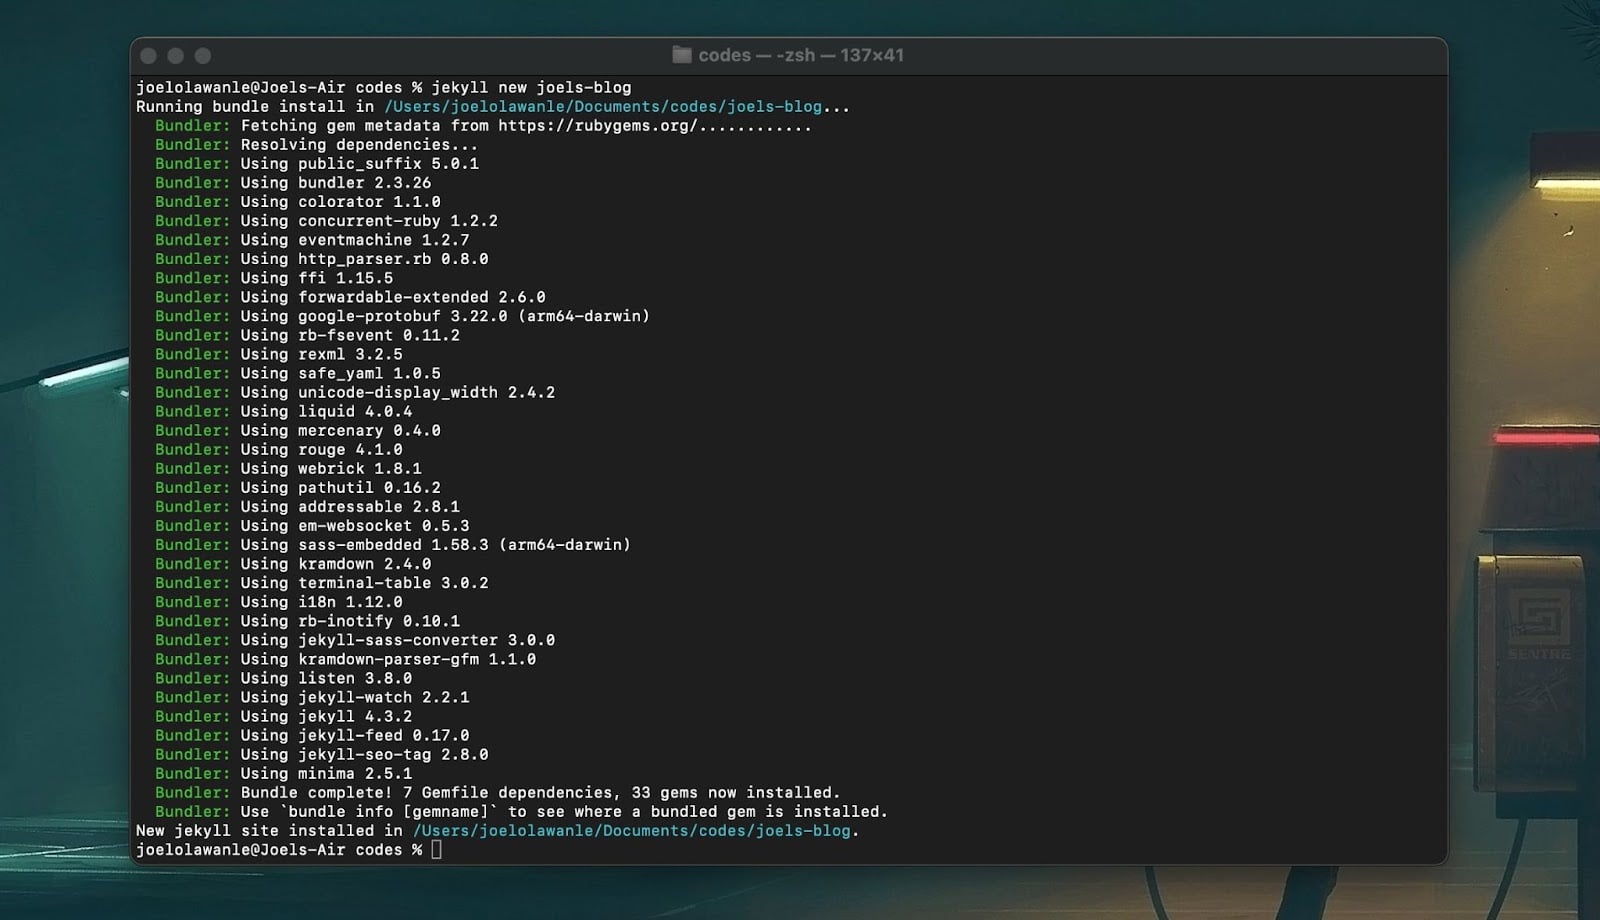 codes — -zsh — 137×41
joelolawanle@Joels-Air codes % jekyll new joels-blog
Running bundle install in /Users/joelolawanle/Documents/codes/joels-blog...
Bundler: Fetching gem metadata from https://rubygems.org/............
Bundler: Resolving dependencies...
Bundler: Using public_suffix 5.0.1
Bundler: Using bundler 2.3.26
Bundler: Using colorator 1.1.0
Bundler: Using concurrent-ruby 1.2.2
Bundler: Using eventmachine 1.2.7
Bundler: Using http_parser.rb 0.8.0
Bundler: Using ffi 1.15.5
Bundler: Using forwardable-extended 2.6.0
Bundler: Using google-protobuf 3.22.0 (arm64-darwin)
Bundler: Using rb-fsevent 0.11.2
Bundler: Using rexml 3.2.5
Bundler: Using safe_yaml 1.0.5
Bundler: Using unicode-display_width 2.4.2
Bundler: Using liquid 4.0.4
Bundler: Using mercenary 0.4.0
Bundler: Using rouge 4.1.0
Bundler: Using webrick 1.8.1
Bundler: Using pathutil 0.16.2
Bundler: Using addressable 2.8.1
Bundler: Using em-websocket 0.5.3
Bundler: Using sass-embedded 1.58.3 (arm64-darwin)
Bundler: Using kramdown 2.4.0
Bundler: Using terminal-table 3.0.2
Bundler: Using i18n 1.12.0
Bundler: Using rb-inotify 0.10.1
Bundler: Using jekyll-sass-converter 3.0.0
Bundler: Using kramdown-parser-gfm 1.1.0
Bundler: Using listen 3.8.0
Bundler: Using jekyll-watch 2.2.1
Bundler: Using jekyll 4.3.2
Bundler: Using jekyll-feed 0.17.0
Bundler: Using jekyll-seo-tag 2.8.0
Bundler: Using minima 2.5.1
Bundler: Bundle complete! 7 Gemfile dependencies, 33 gems now installed.
Bundler: Use `bundle info [gemname]` to see where a bundled gem is installed.
New jekyll site installed in /Users/joelolawanle/Documents/codes/joels-blog.
joelolawanle@Joels-Air codes %
SENTRE